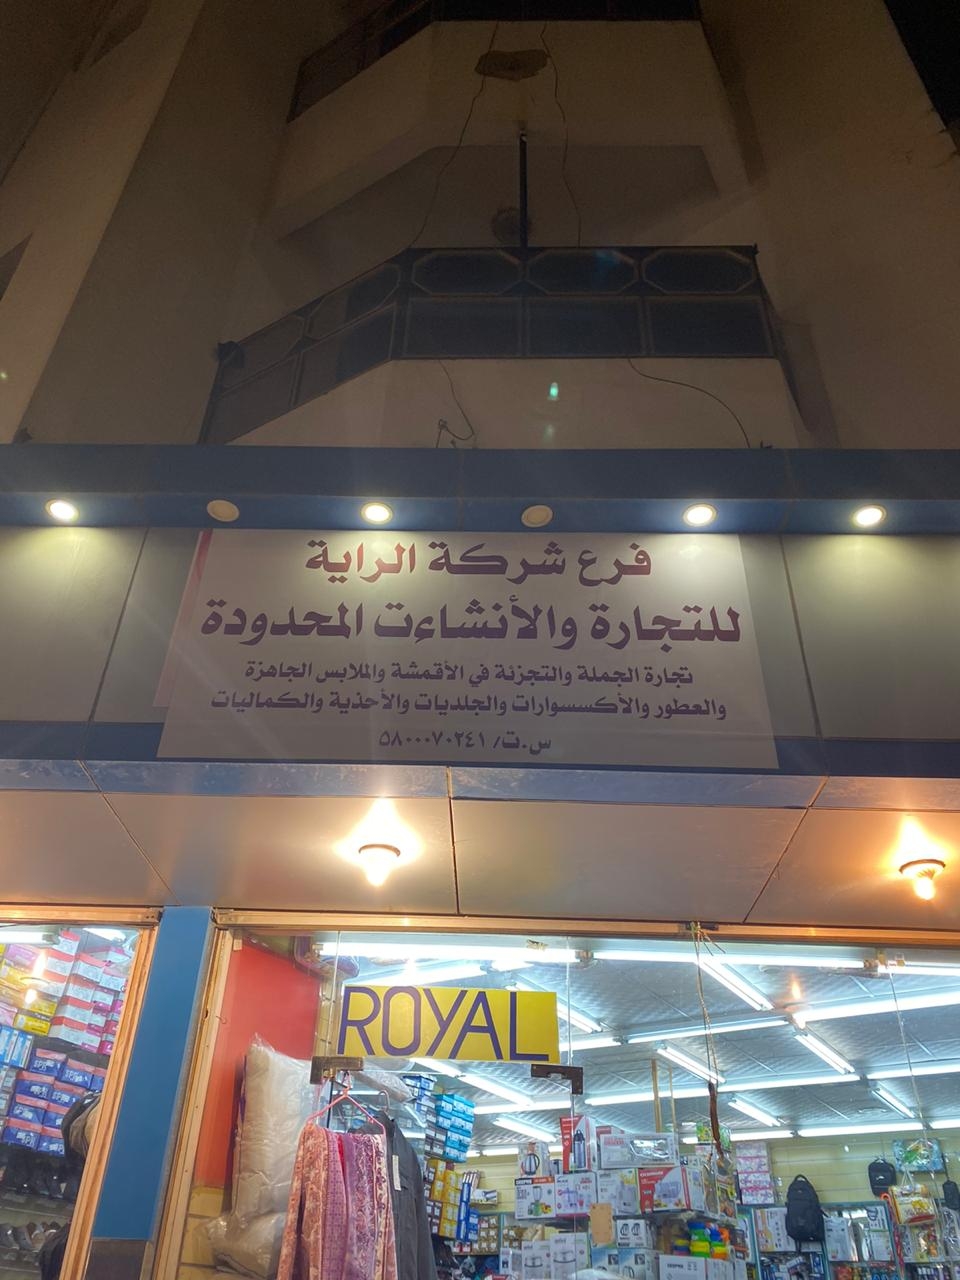 فرع شركة الراية
للتجارة والأنشاءت المحدودة
تجارة الجملة والتجزئة في الأقمشة والملابس الجاهزة
والعطور والأكسسوارات والجلديات والأحذية والكماليات
س.ت/ ٥٨٠٠٠٧٠٢٤١
ROYAL